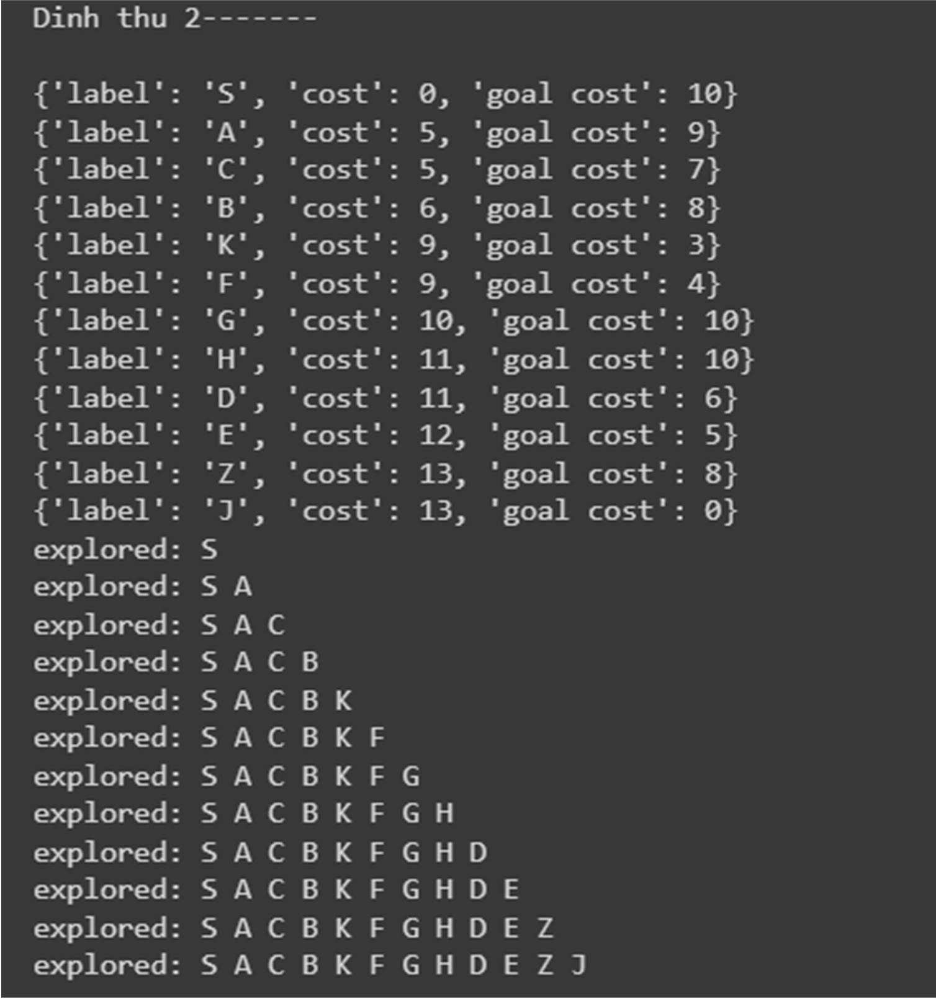 Dinh thu 2-------
{'label': 'S', 'cost': 0, 'goal cost': 10}
{'label': 'A', 'cost': 5, 'goal cost': 9}
{'label': 'C', 'cost': 5, 'goal cost': 7}
{'label': 'B', 'cost': 6, 'goal cost': 8}
{'label': 'K', 'cost': 9, 'goal cost': 3}
{'label': 'F', 'cost': 9, 'goal cost': 4}
{'label': 'G', 'cost': 10, 'goal cost': 10}
{'label': 'H', 'cost': 11, 'goal cost': 10}
{'label': 'D', 'cost': 11, 'goal cost': 6}
{'label': 'E', 'cost': 12, 'goal cost': 5}
{'label': 'Z', 'cost': 13, 'goal cost': 8}
{'label': 'J', 'cost': 13, 'goal cost': 0}
explored: S
explored: S A
explored: S A C
explored: S A C B
explored: S A C B K
explored: S A C B K F
explored: S A C B K F G
explored: S A C B K F G H
explored: S A C B K F G H D
explored: S A C B K F G H D E
explored: S A C B K F G H D E Z
explored: S A C B K F G H D E Z J